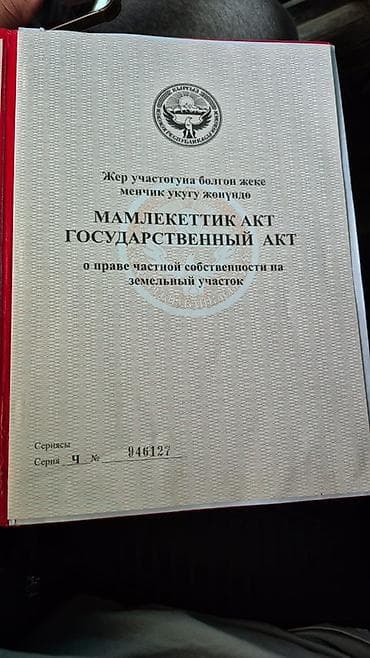 Жер участогуна болгон жеке
менчик укугу жөнүндө
МАМЛЕКЕТТИК АКТ
ГОСУДАРСТВЕННЫЙ АКТ
о праве частной собственности на
земельный участок
Сериясы
Серия Ч № 946127